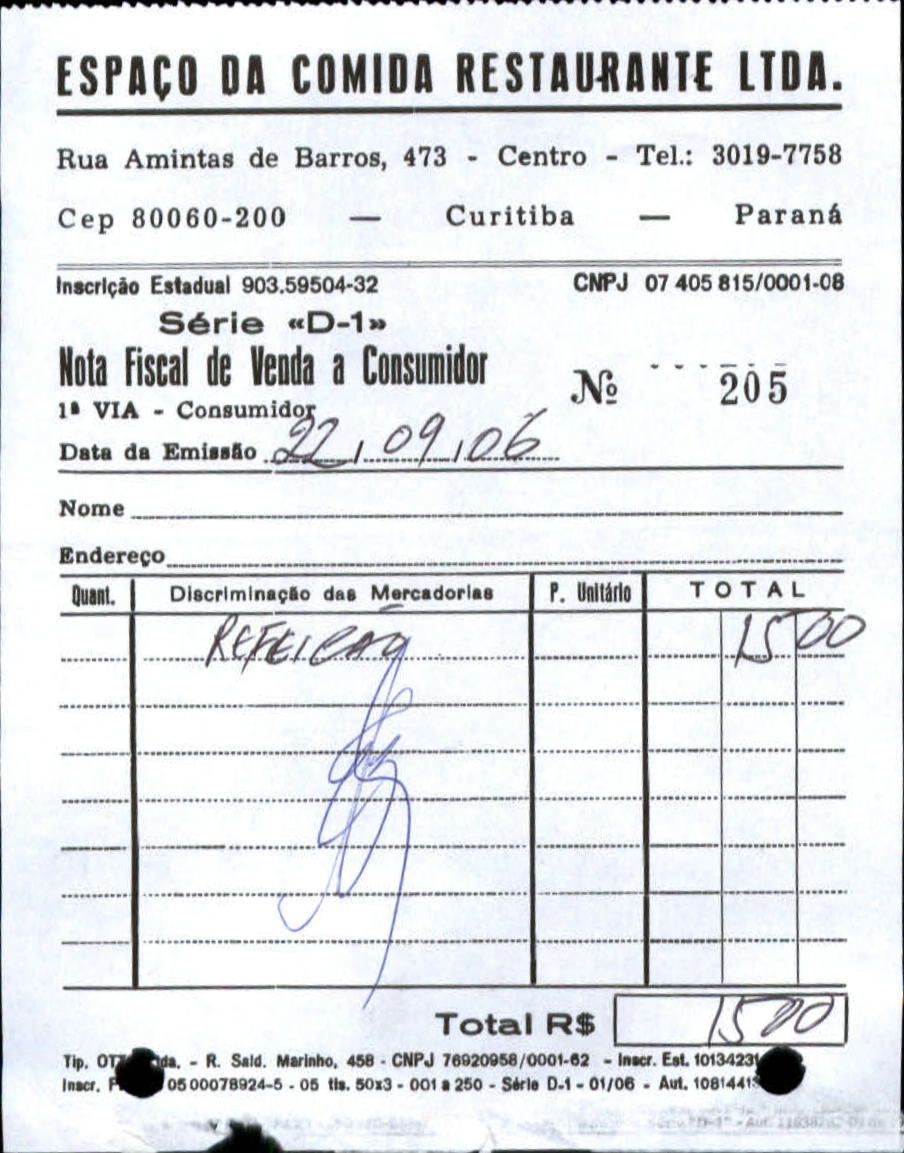 ESPAÇO DA COMIDA RESTAURANTE LTDA.
Rua Amintas de Barros, 473 - Centro - Tel.: 3019-7758
Cep 80060-200 — Curitiba — Paraná
Inscrição Estadual 903.59504-32 CNPJ 07 405 815/0001-08
Série «D-1»
Nota Fiscal de Venda a Consumidor
Nº 205
1ª VIA - Consumidor
Data da Emissão 22/09/06
Nome
Endereço
Quant. Discriminação das Mercadorias P. Unitário TOTAL
REFEIÇÃO 15 00
Total R$ 15 00
Tip. - R. Sald. Marinho, 458 - CNPJ 76920958/0001-62 - Inscr. Est.
Inscr. 05 00078924-5 - 05 tls. 50x3 - 001 a 250 - Série D-1 - 01/06 - Aut.